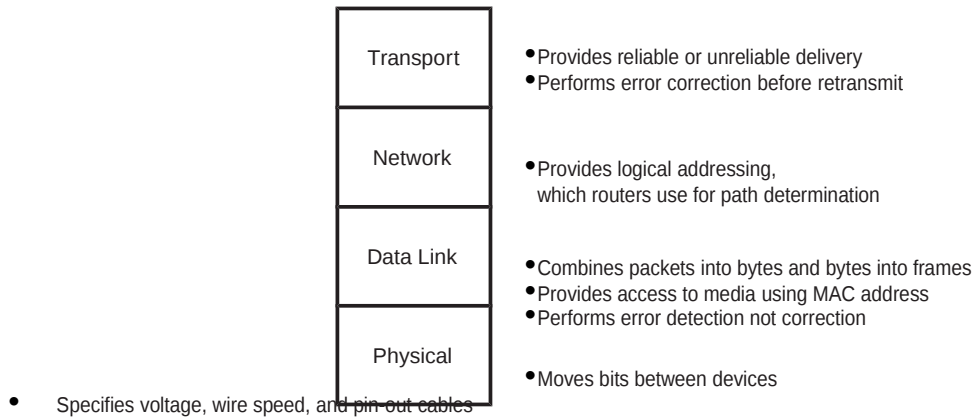 Transport
• Provides reliable or unreliable delivery
• Performs error correction before retransmit
Network
• Provides logical addressing,
which routers use for path determination
Data Link
• Combines packets into bytes and bytes into frames
• Provides access to media using MAC address
• Performs error detection not correction
Physical
• Moves bits between devices
• Specifies voltage, wire speed, and pin-out cables